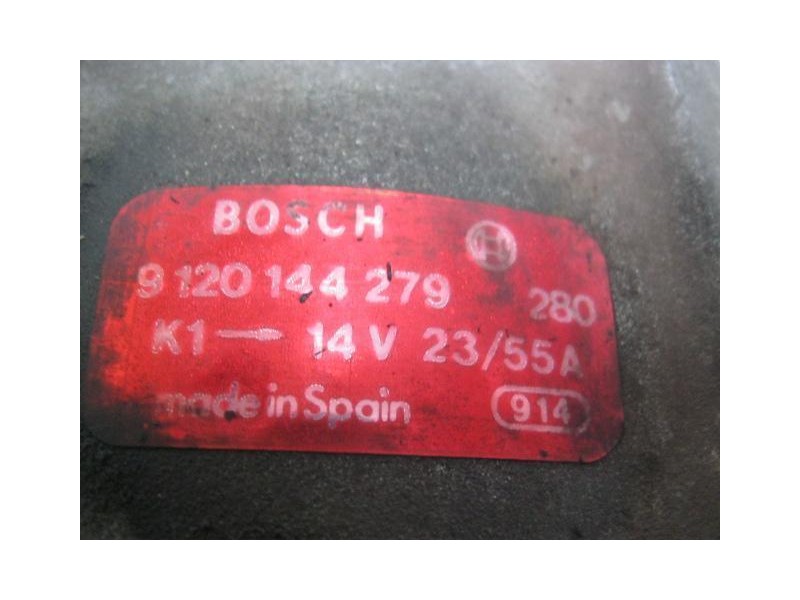 BOSCH
9 120 144 279 280
K1 → 14 V 23/55A
made in Spain 914